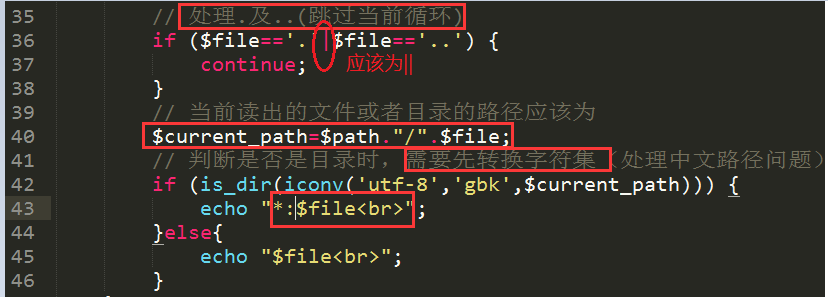 35 // 处理.及..(跳过当前循环)
36 if ($file=='.'|$file=='..') {
37 continue; 应该为||
38 }
39 // 当前读出的文件或者目录的路径应该为
40 $current_path=$path."/".$file;
41 // 判断是否是目录时，需要先转换字符集（处理中文路径问题）
42 if (is_dir(iconv('utf-8','gbk',$current_path))) {
43 echo "*:$file<br>";
44 }else{
45 echo "$file<br>";
46 }